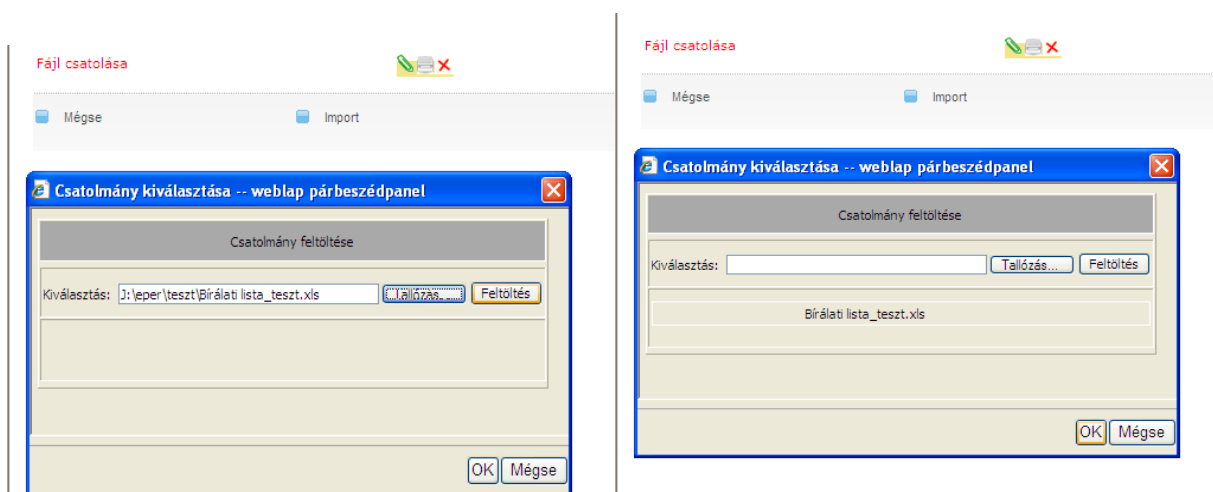 Fájl csatolása
Mégse Import
Csatolmány kiválasztása -- weblap párbeszédpanel
Csatolmány feltöltése
Kiválasztás: J:\eper\teszt\Bírálati lista_teszt.xls Tallózás... Feltöltés
OK Mégse
Fájl csatolása
Mégse Import
Csatolmány kiválasztása -- weblap párbeszédpanel
Csatolmány feltöltése
Kiválasztás: Tallózás... Feltöltés
Bírálati lista_teszt.xls
OK Mégse